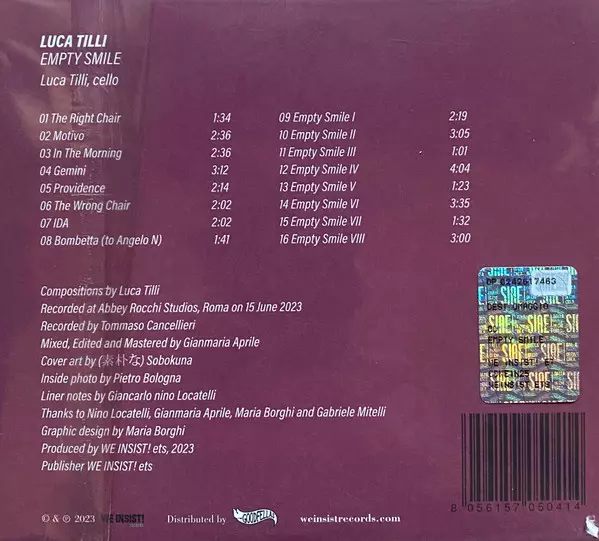 LUCA TILLI
EMPTY SMILE
Luca Tilli, cello
01 The Right Chair 1:34
02 Motivo 2:36
03 In The Morning 2:36
04 Gemini 3:12
05 Providence 2:14
06 The Wrong Chair 2:02
07 IDA 2:02
08 Bombetta (to Angelo N) 1:41
09 Empty Smile I 2:19
10 Empty Smile II 3:05
11 Empty Smile III 1:01
12 Empty Smile IV 4:04
13 Empty Smile V 1:23
14 Empty Smile VI 3:35
15 Empty Smile VII 1:32
16 Empty Smile VIII 3:00
Compositions by Luca Tilli
Recorded at Abbey Rocchi Studios, Roma on 15 June 2023
Recorded by Tommaso Cancellieri
Mixed, Edited and Mastered by Gianmaria Aprile
Cover art by (素朴な) Sobokuna
Inside photo by Pietro Bologna
Liner notes by Giancarlo nino Locatelli
Thanks to Nino Locatelli, Gianmaria Aprile, Maria Borghi and Gabriele Mitelli
Graphic design by Maria Borghi
Produced by WE INSIST! ets, 2023
Publisher WE INSIST! ets
DP 0242617463
SIAE
EMPTY SMILE
WE INSIST! ET
WEINSIST ETS
8 056157 050414
© & ℗ 2023 WE INSIST!
Distributed by GOODFELLAS
weinsistrecords.com